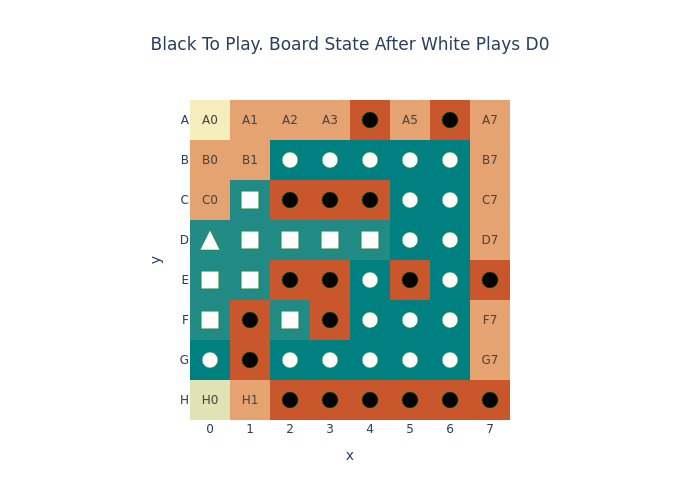 Black To Play. Board State After White Plays D0
A A0 A1 A2 A3 A5 A7
B B0 B1 B7
C C0 C7
D D7
y
E
F F7
G G7
H H0 H1
0 1 2 3 4 5 6 7
x